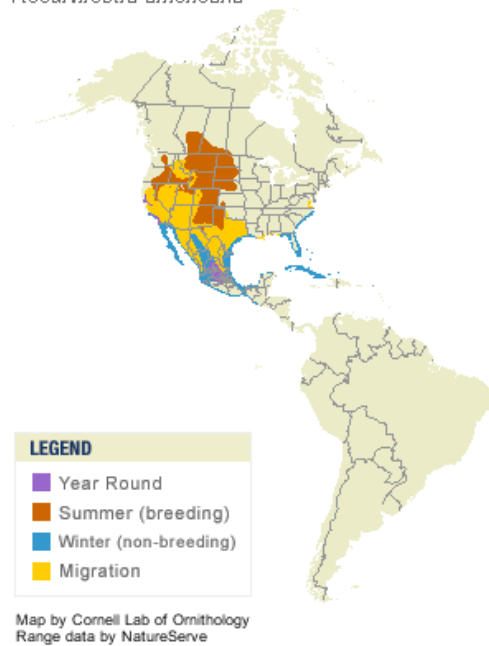 LEGEND
Year Round
Summer (breeding)
Winter (non-breeding)
Migration
Map by Cornell Lab of Ornithology
Range data by NatureServe